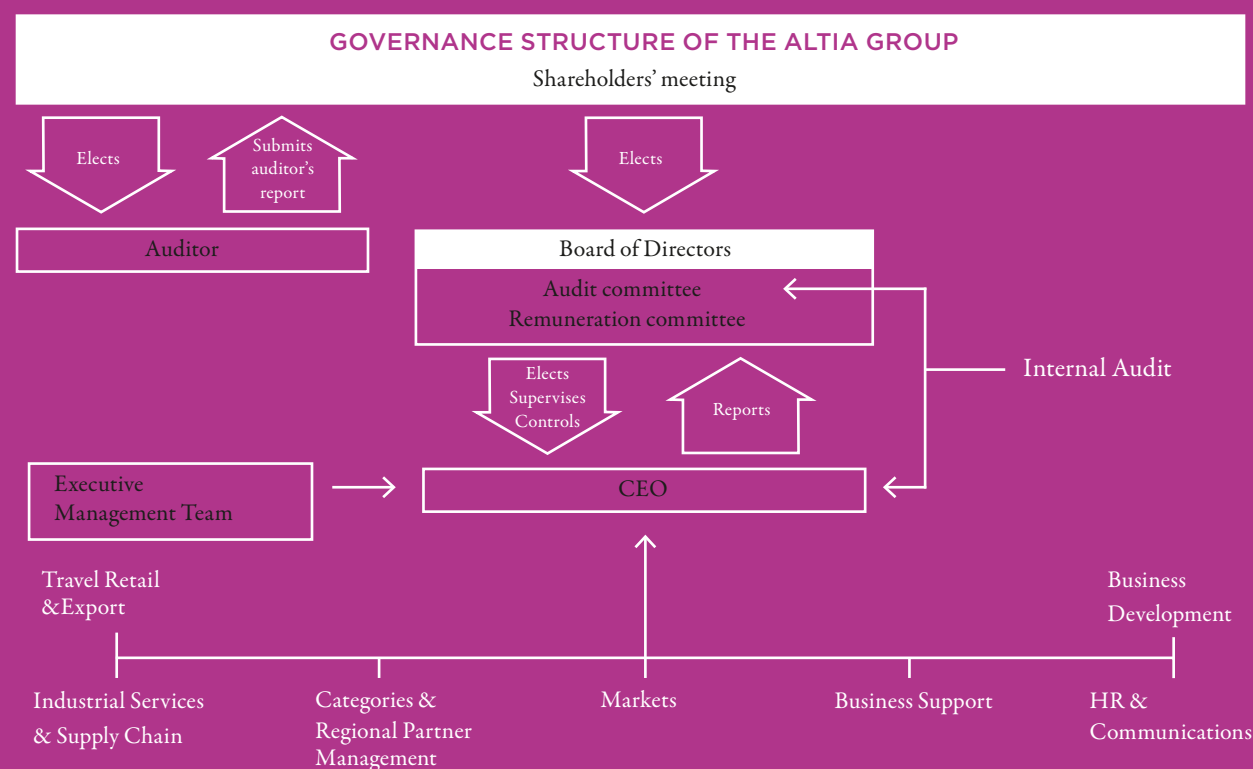 GOVERNANCE STRUCTURE OF THE ALTIA GROUP
Shareholders’ meeting
Elects
Submits
auditor’s
report
Elects
Auditor
Board of Directors
Audit committee
Remuneration committee
Internal Audit
Elects
Supervises
Controls
Reports
Executive
Management Team
CEO
Travel Retail
&Export
Business
Development
Industrial Services
& Supply Chain
Categories &
Regional Partner
Management
Markets
Business Support
HR &
Communications